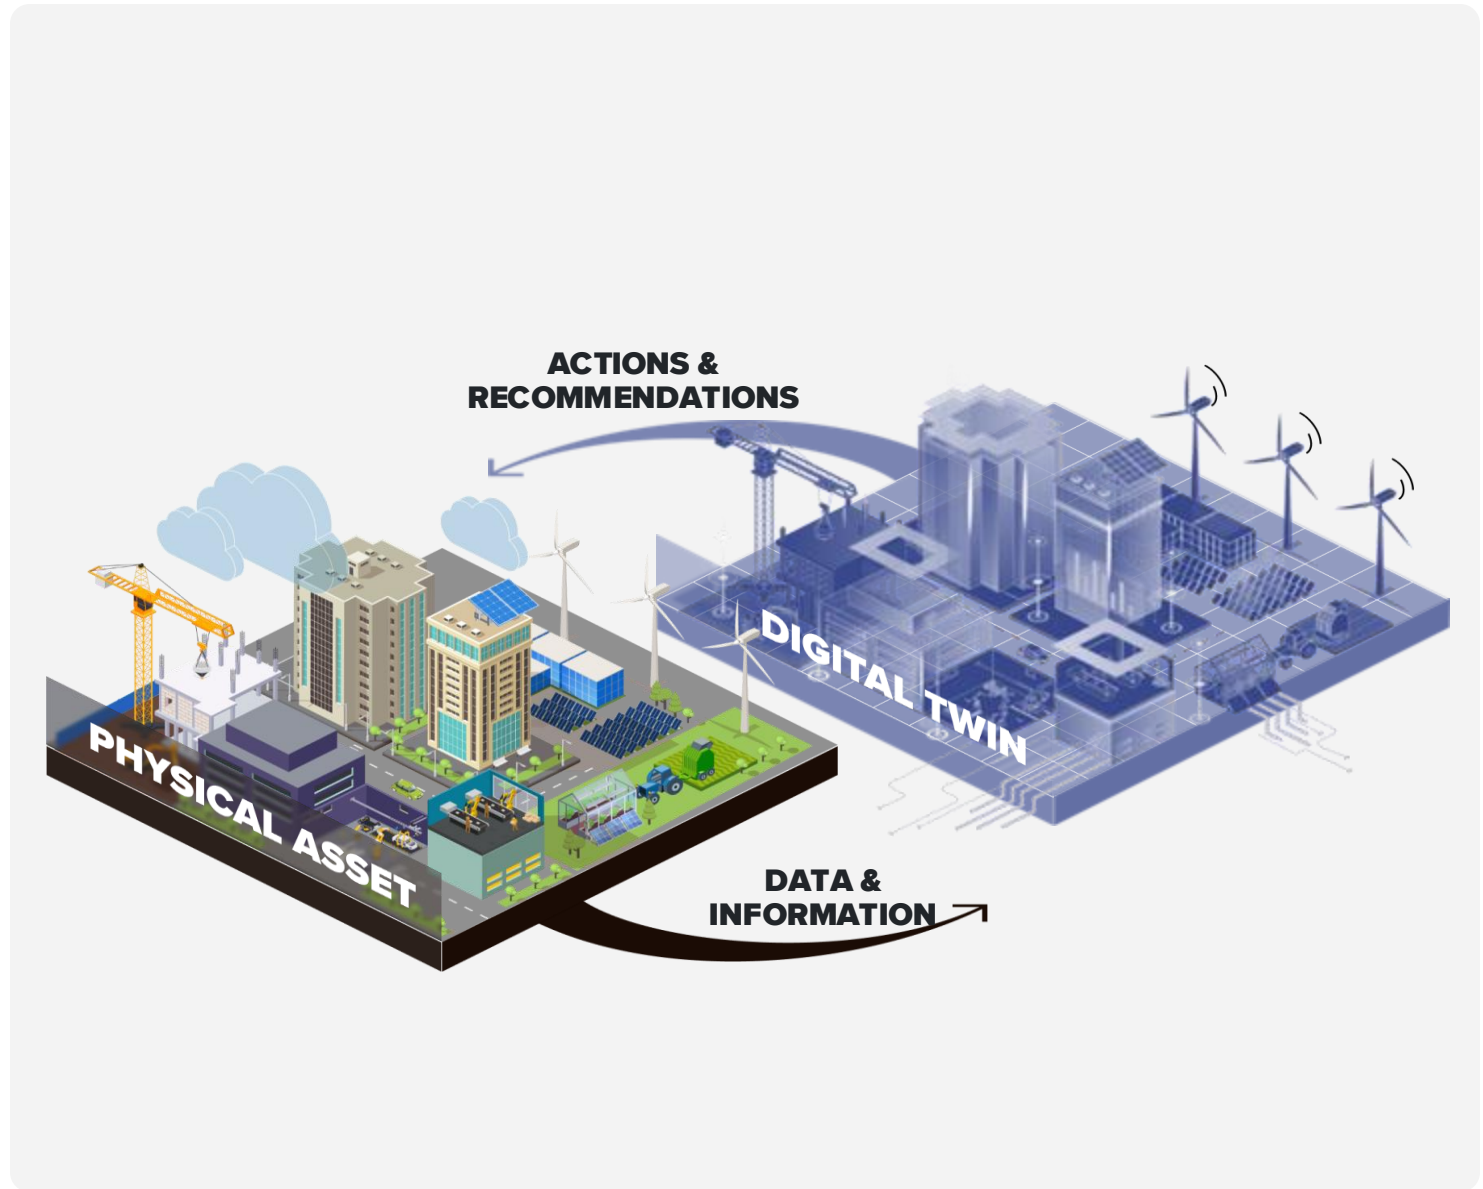 ACTIONS &
RECOMMENDATIONS
DIGITAL TWIN
PHYSICAL ASSET
DATA &
INFORMATION